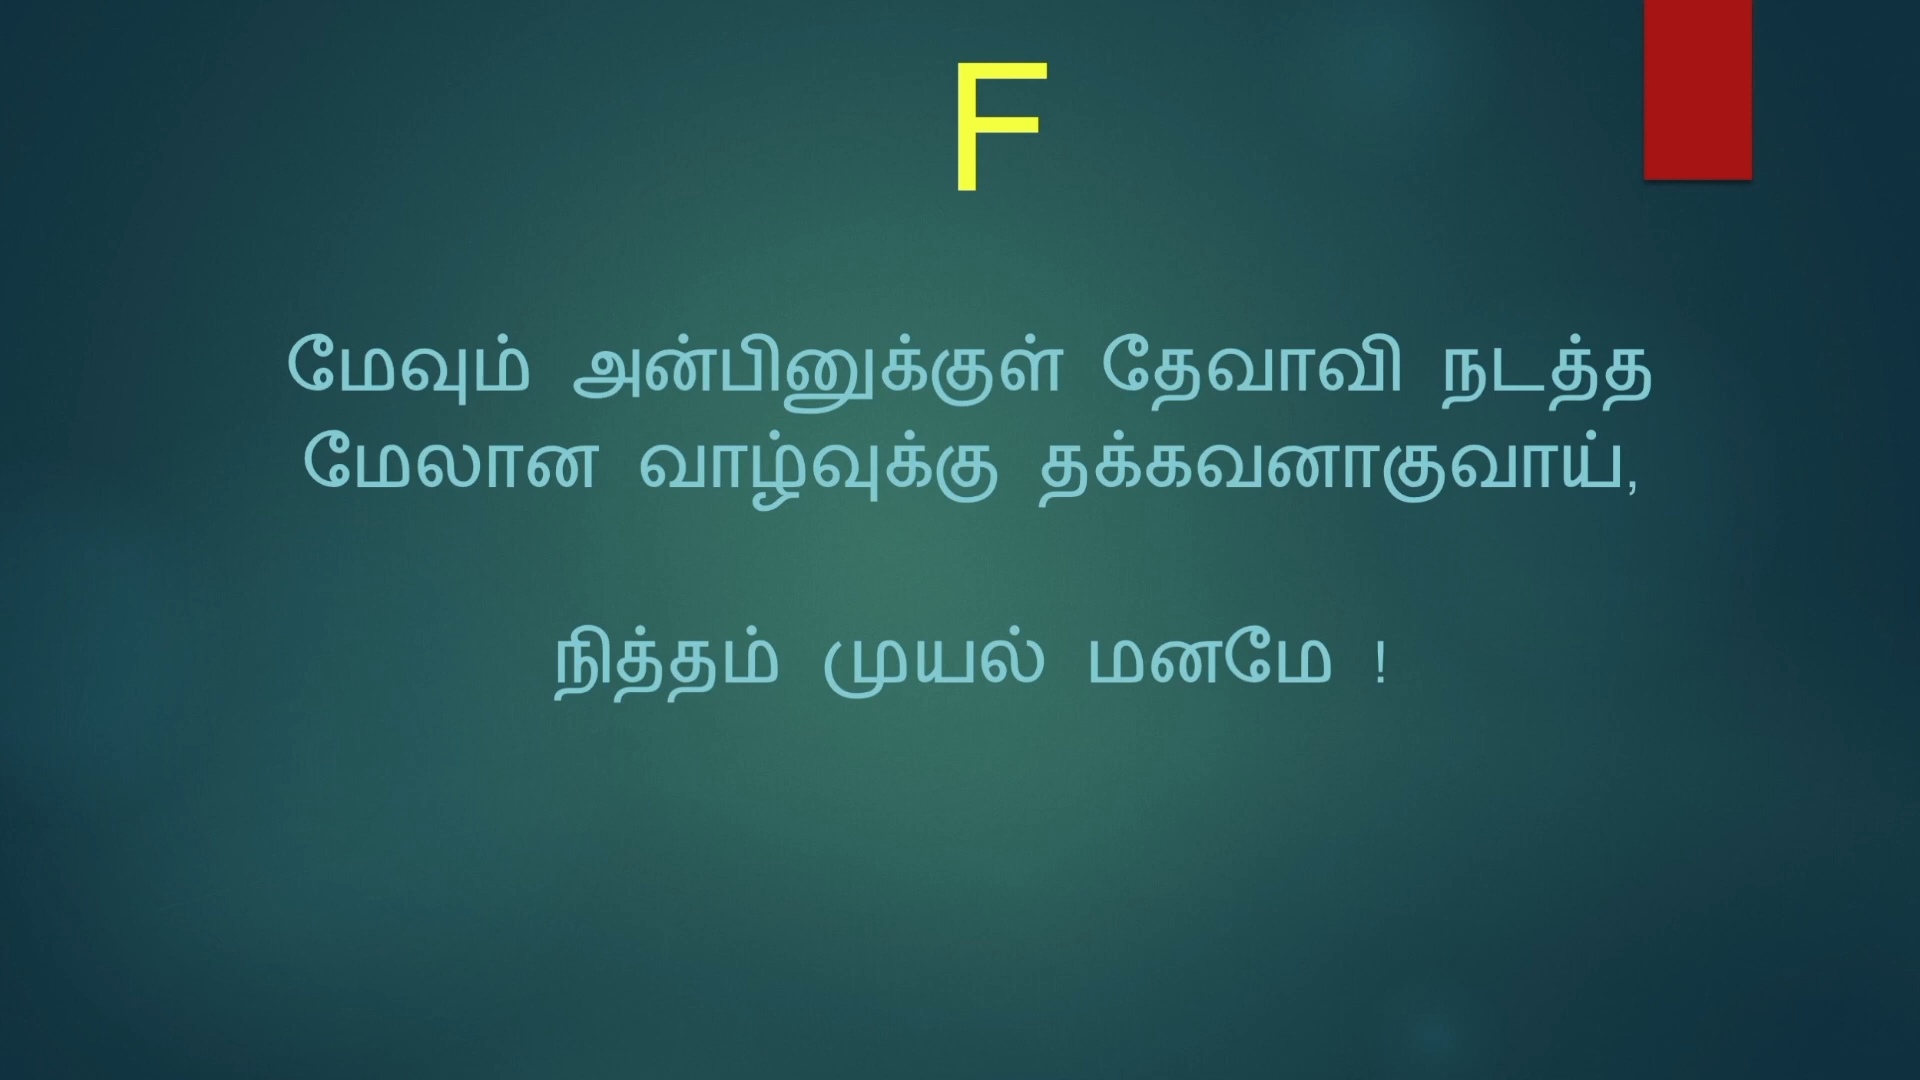 F
மேவும் அன்பினுக்குள் தேவாவி நடத்த
மேலான வாழ்வுக்கு தக்கவனாகுவாய்,
நித்தம் முயல் மனமே !